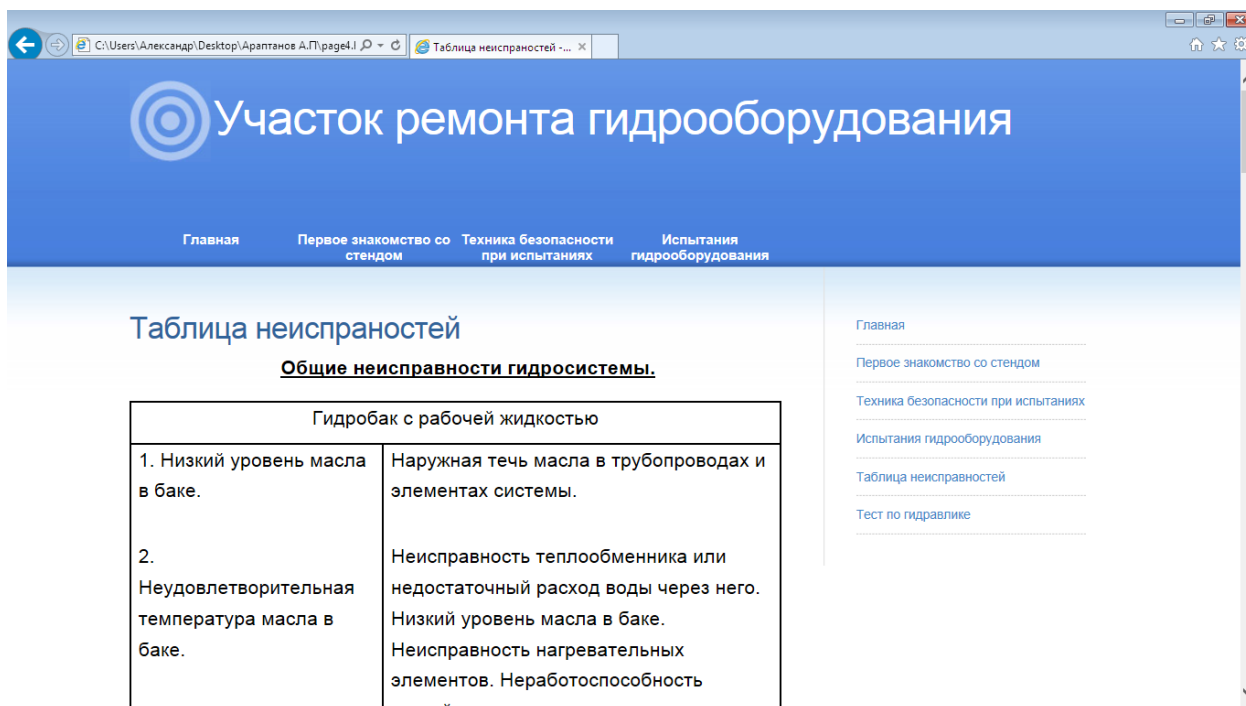 C:\Users\Александр\Desktop\Араптанов А.П\page4.l
Таблица неиспраностей -...
Участок ремонта гидрооборудования
Главная
Первое знакомство со
стендом
Техника безопасности
при испытаниях
Испытания
гидрооборудования
Таблица неиспраностей
Общие неисправности гидросистемы.
Гидробак с рабочей жидкостью
1. Низкий уровень масла
в баке.
Наружная течь масла в трубопроводах и
элементах системы.
2.
Неудовлетворительная
температура масла в
баке.
Неисправность теплообменника или
недостаточный расход воды через него.
Низкий уровень масла в баке.
Неисправность нагревательных
элементов. Неработоспособность
Главная
Первое знакомство со стендом
Техника безопасности при испытаниях
Испытания гидрооборудования
Таблица неисправностей
Тест по гидравлике